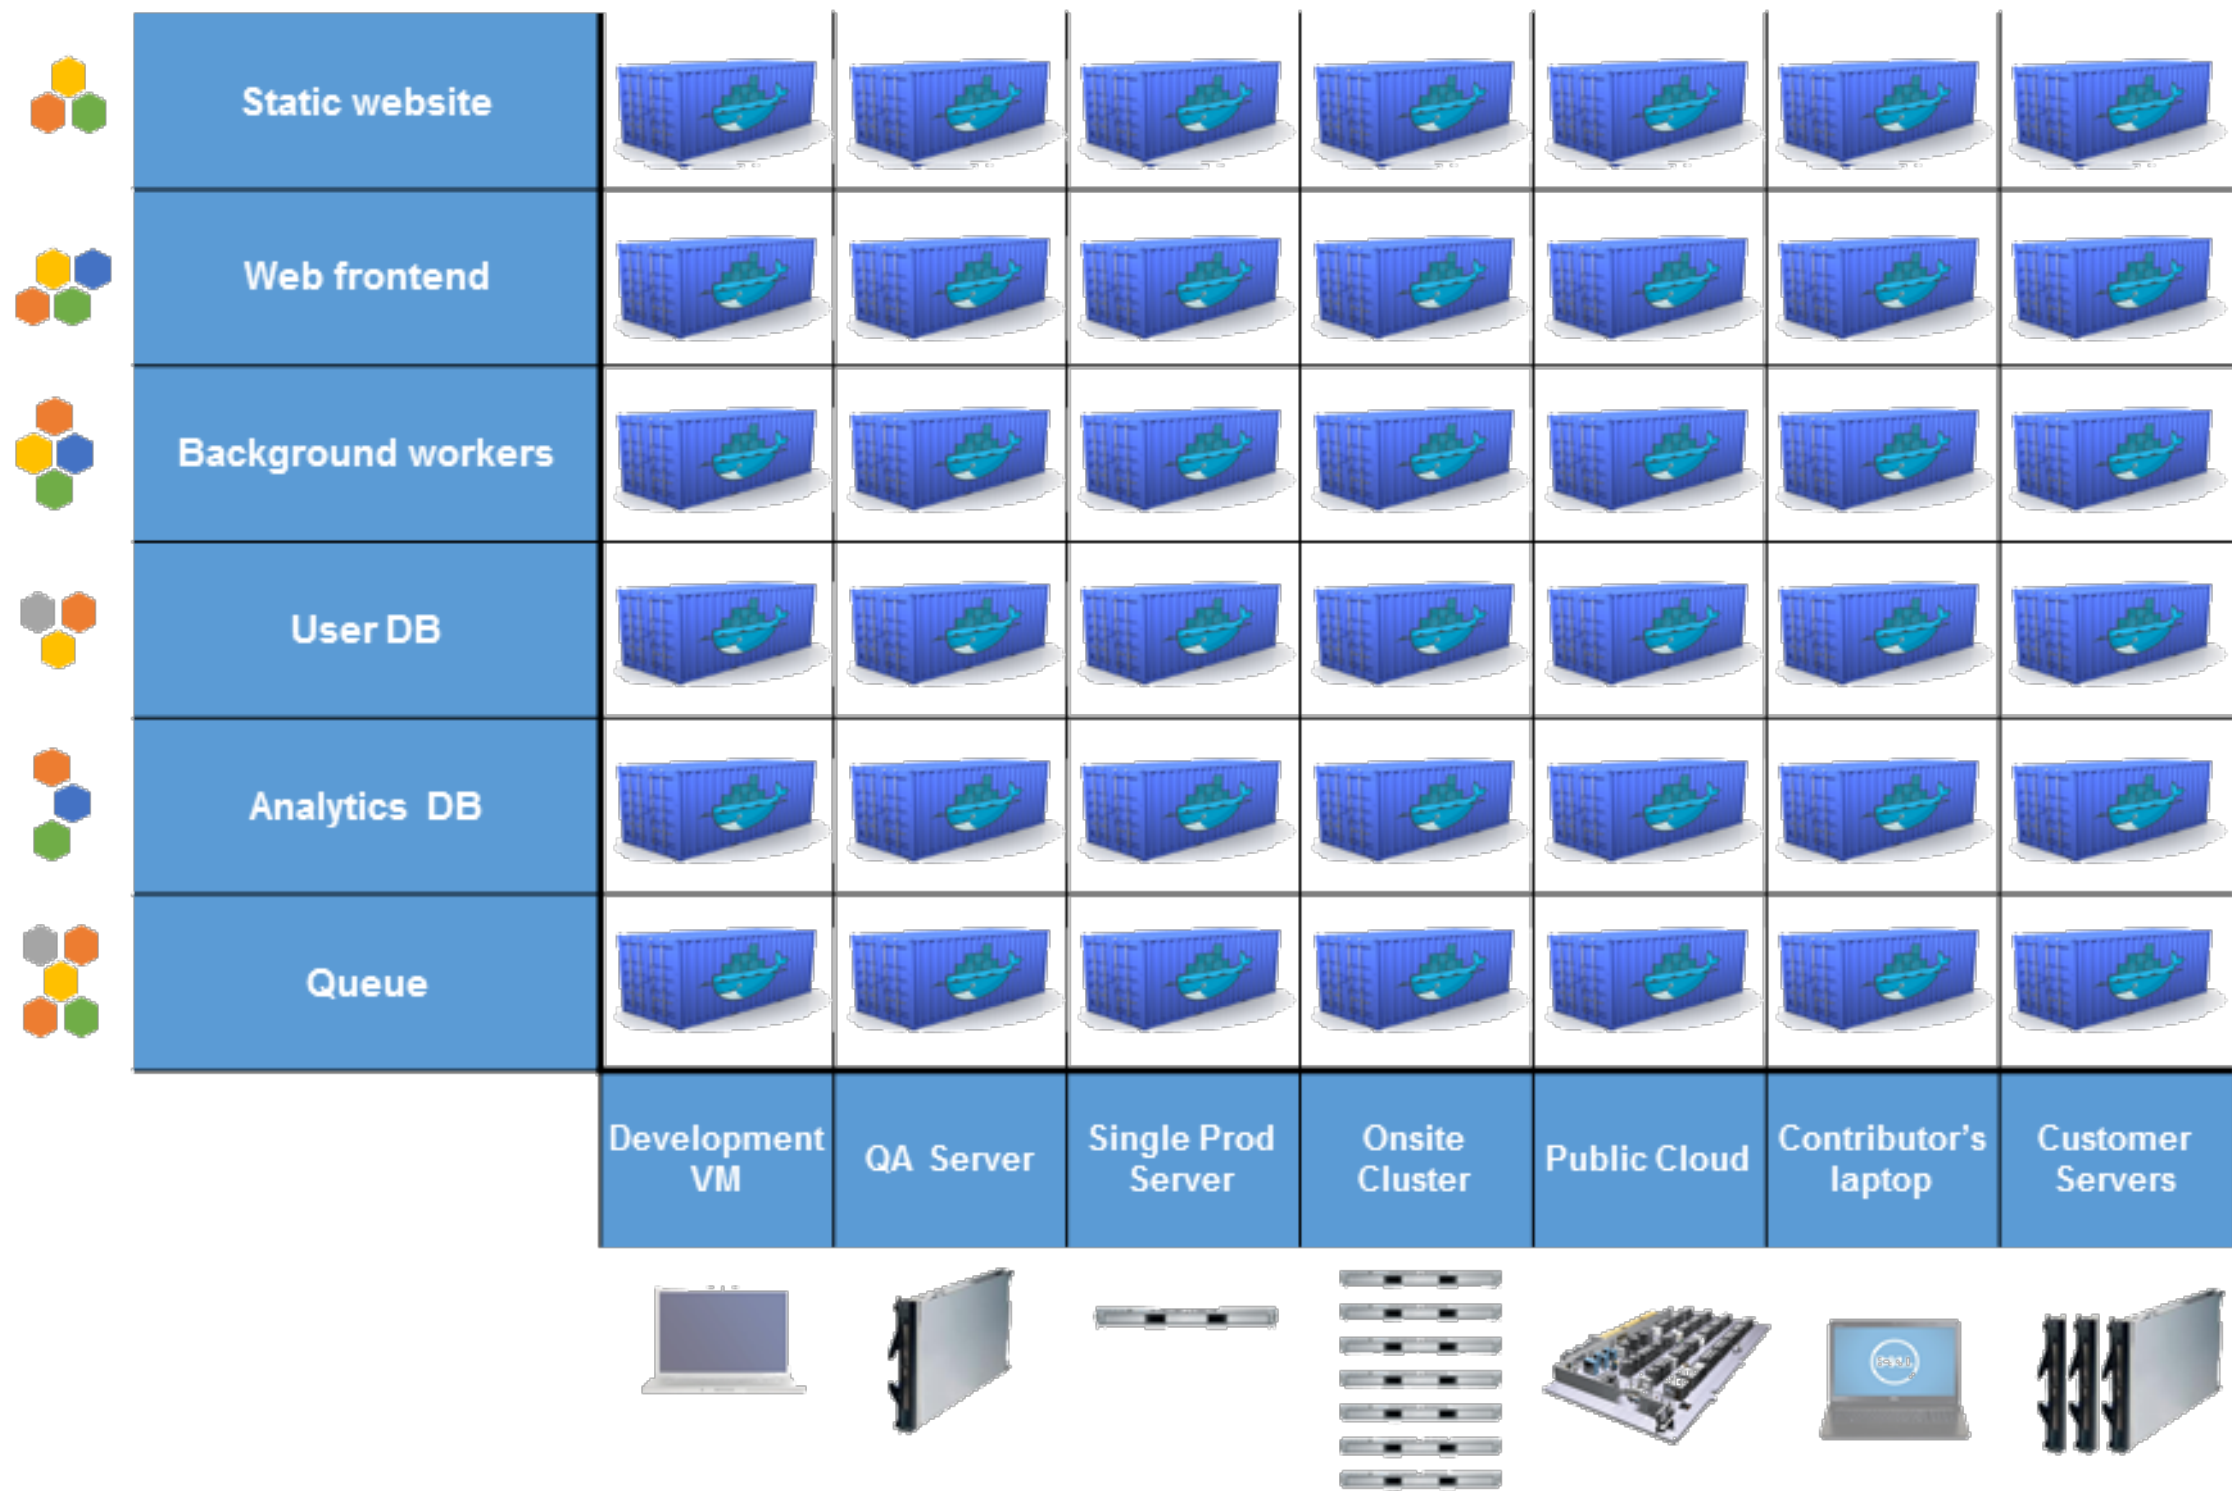 Static website
Web frontend
Background workers
User DB
Analytics DB
Queue
Development
VM
QA Server
Single Prod
Server
Onsite
Cluster
Public Cloud
Contributor's
laptop
Customer
Servers